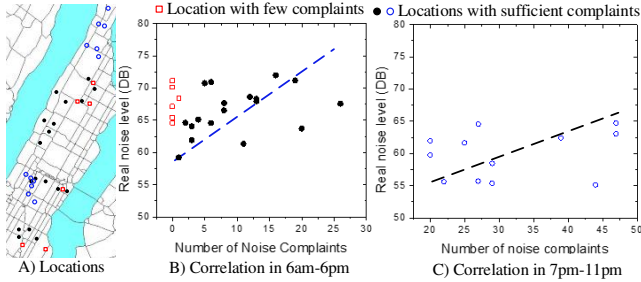 Location with few complaints
Locations with sufficient complaints
80
75
70
65
60
55
50
Real noise level (DB)
0 5 10 15 20 25 30
Number of Noise Complaints
80
75
70
65
60
55
50
Real noise level (DB)
20 25 30 35 40 45 50
Number of noise complaints
A) Locations
B) Correlation in 6am-6pm
C) Correlation in 7pm-11pm